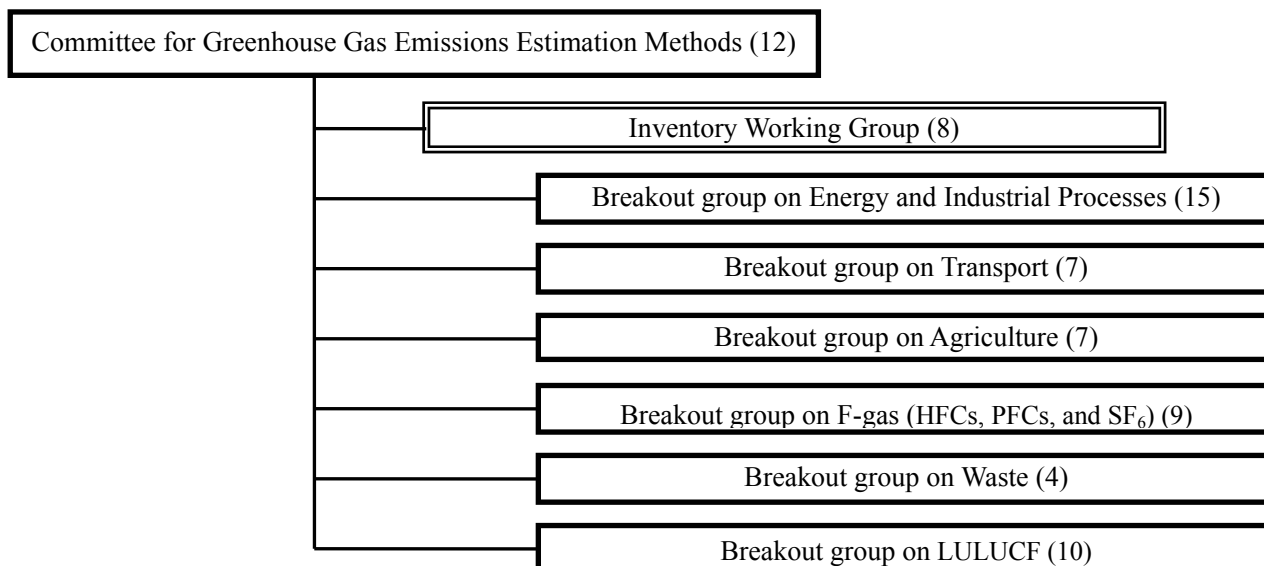 Committee for Greenhouse Gas Emissions Estimation Methods (12)
Inventory Working Group (8)
Breakout group on Energy and Industrial Processes (15)
Breakout group on Transport (7)
Breakout group on Agriculture (7)
Breakout group on F-gas (HFCs, PFCs, and SF₆) (9)
Breakout group on Waste (4)
Breakout group on LULUCF (10)